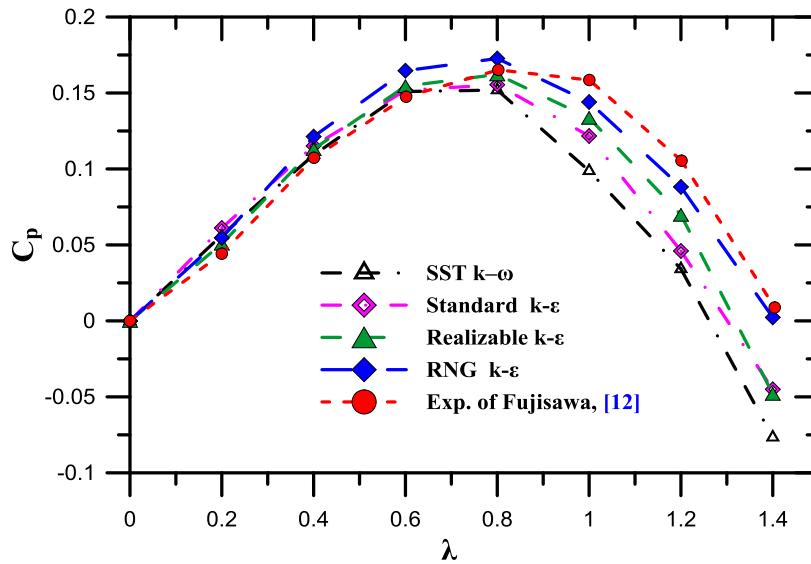 0.2
0.15
0.1
0.05
0
-0.05
-0.1
Cp
SST k–ω
Standard k-ε
Realizable k-ε
RNG k-ε
Exp. of Fujisawa, [12]
0 0.2 0.4 0.6 0.8 1 1.2 1.4
λ